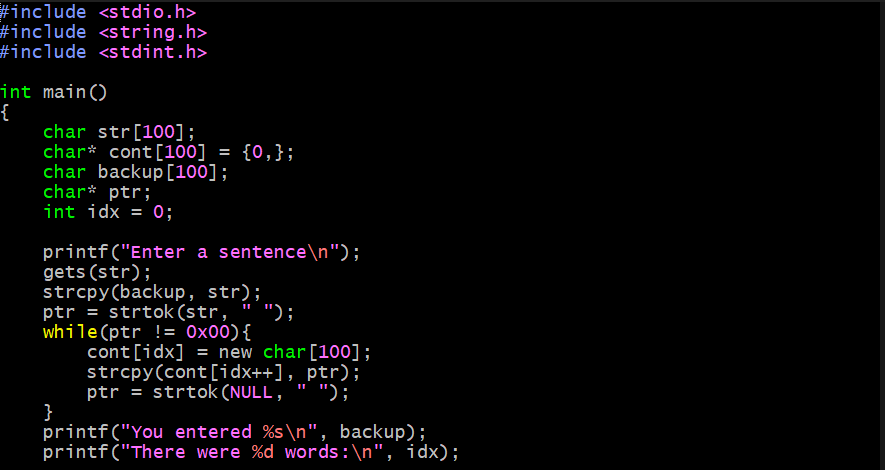 #include <stdio.h>
#include <string.h>
#include <stdint.h>

int main()
{
    char str[100];
    char* cont[100] = {0,};
    char backup[100];
    char* ptr;
    int idx = 0;

    printf("Enter a sentence\n");
    gets(str);
    strcpy(backup, str);
    ptr = strtok(str, " ");
    while(ptr != 0x00){
        cont[idx] = new char[100];
        strcpy(cont[idx++], ptr);
        ptr = strtok(NULL, " ");
    }
    printf("You entered %s\n", backup);
    printf("There were %d words:\n", idx);